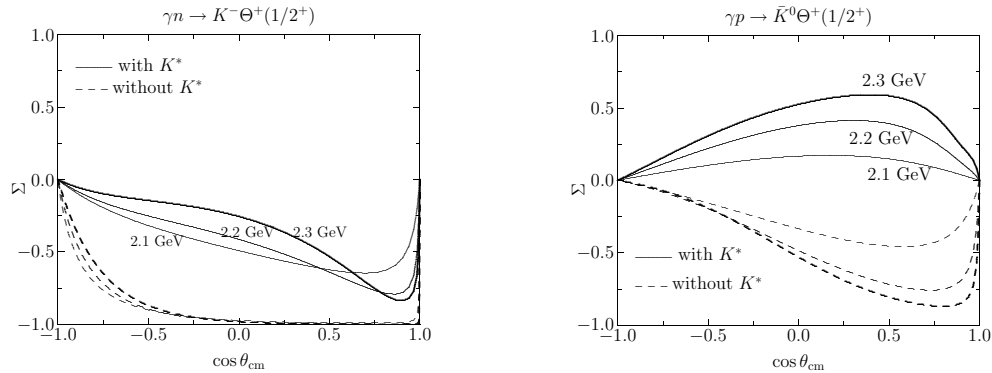 γn → K⁻Θ⁺(1/2⁺)
1.0
0.5
0.0
−0.5
−1.0
Σ
with K*
without K*
2.1 GeV
2.2 GeV
2.3 GeV
−1.0
−0.5
0.0
0.5
1.0
cos θcm
γp → K̄⁰Θ⁺(1/2⁺)
1.0
0.5
0.0
−0.5
−1.0
Σ
2.3 GeV
2.2 GeV
2.1 GeV
with K*
without K*
−1.0
−0.5
0.0
0.5
1.0
cos θcm